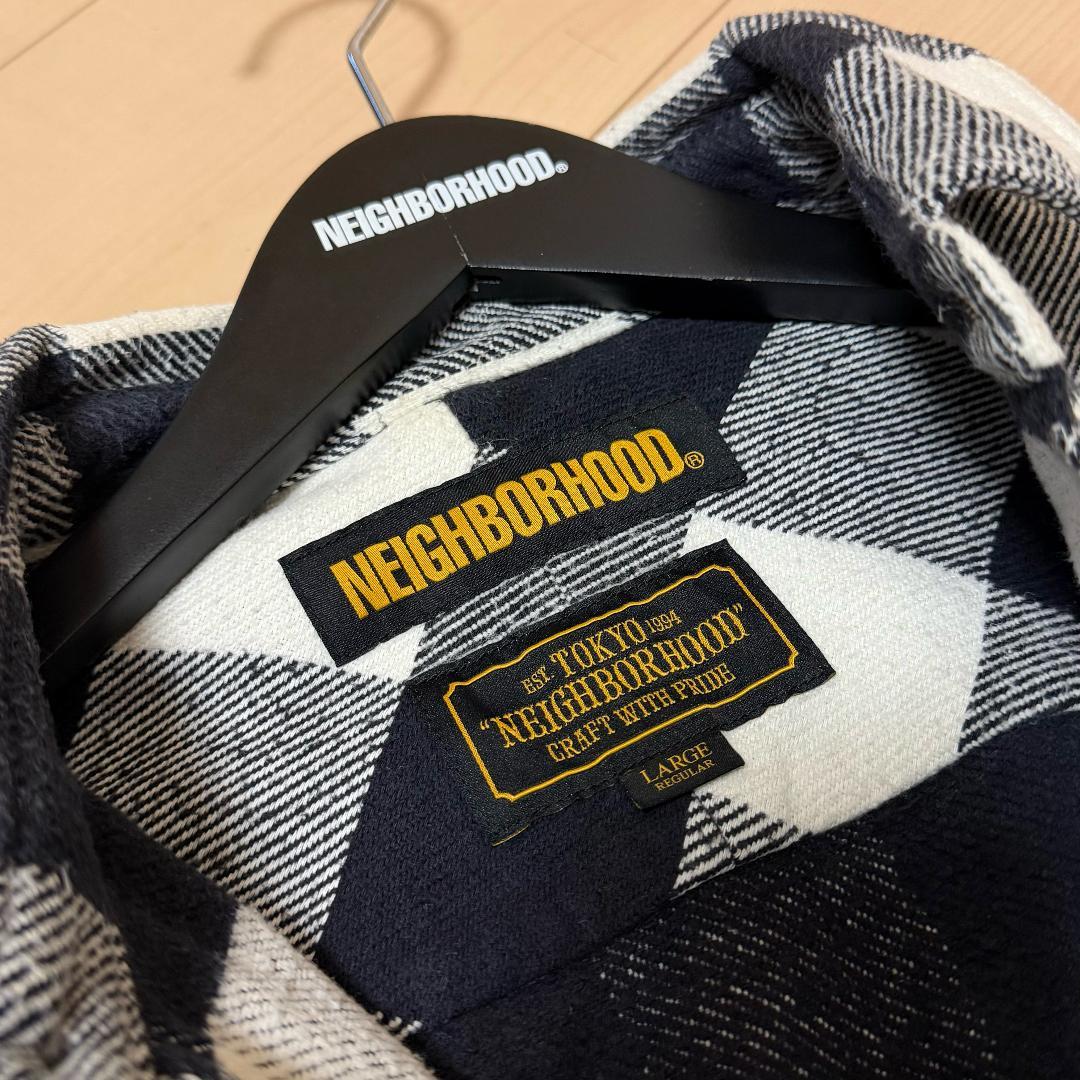 NEIGHBORHOOD®
NEIGHBORHOOD®
EST. TOKYO 1994
"NEIGHBORHOOD"
CRAFT WITH PRIDE
LARGE
REGULAR